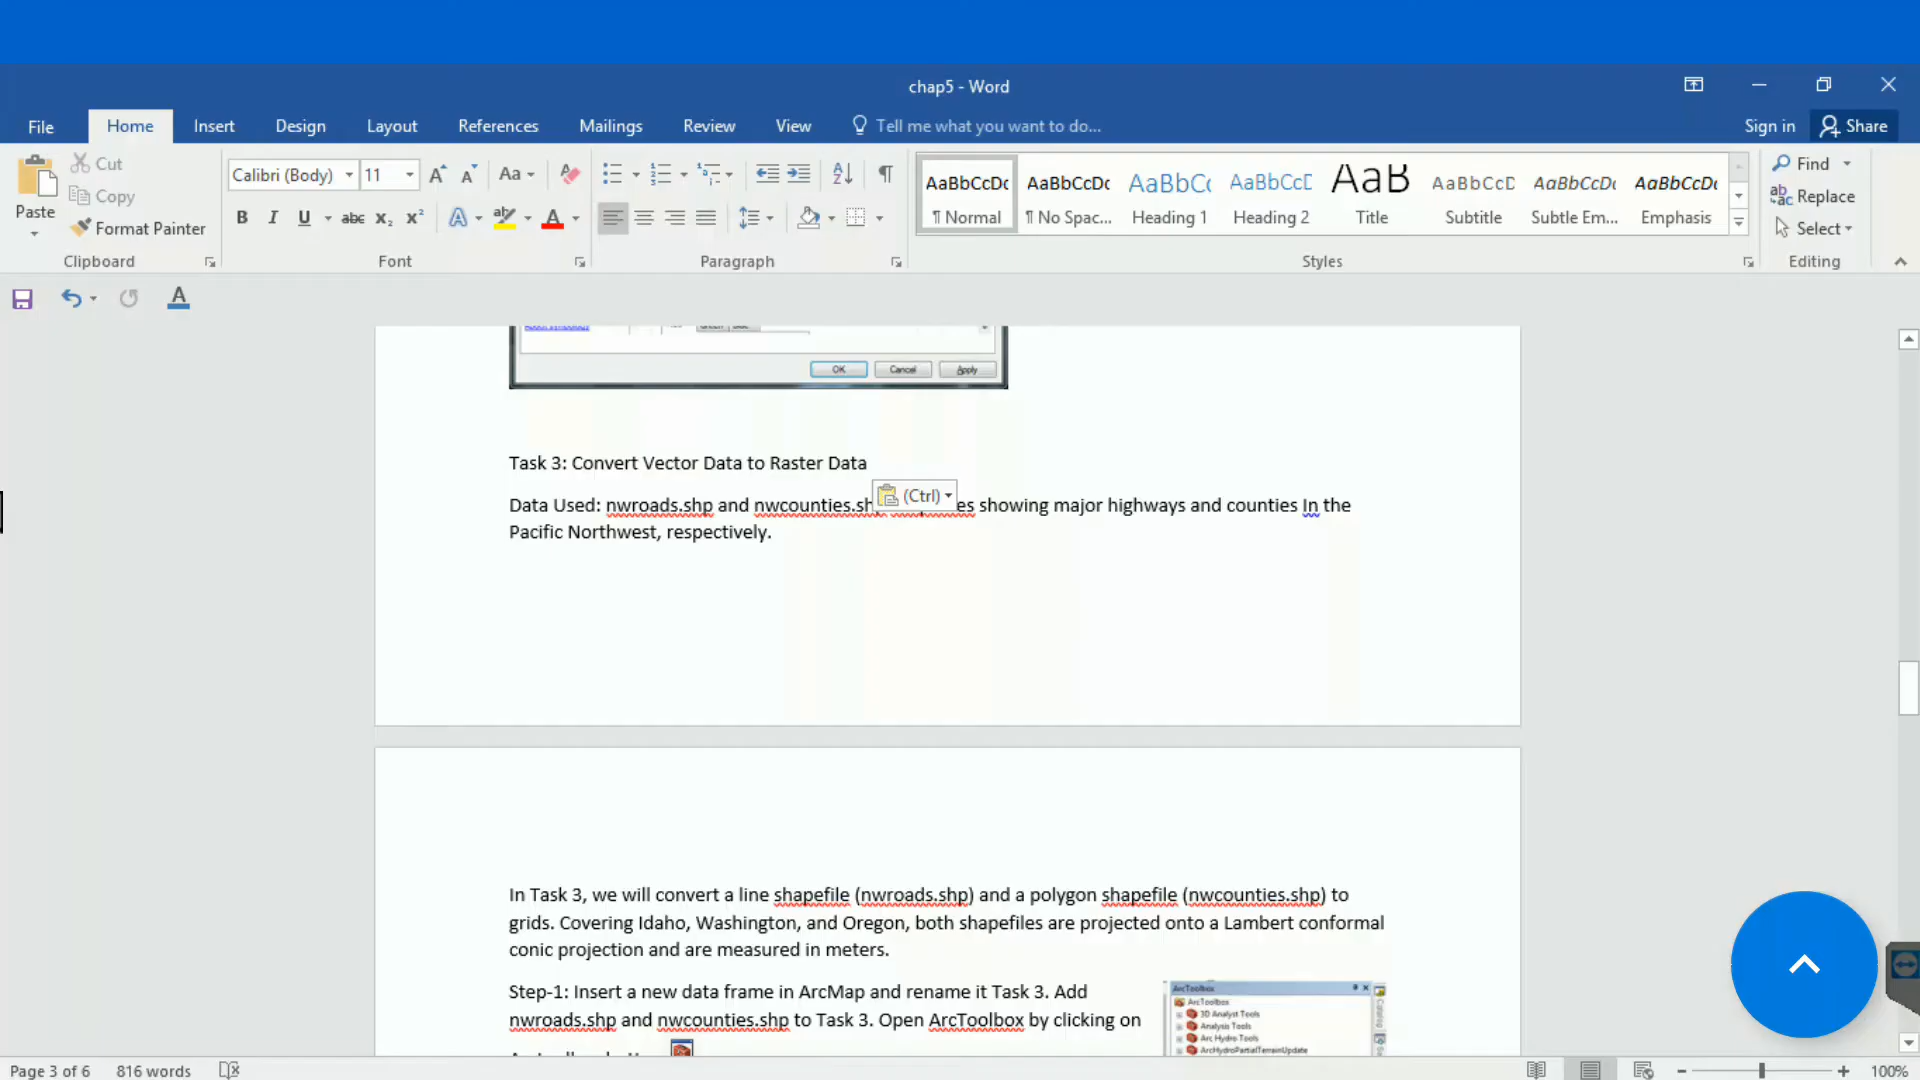 chap5 - Word
File Home Insert Design Layout References Mailings Review View Tell me what you want to do... Sign in Share
Cut
Copy
Paste
Format Painter
Clipboard
Calibri (Body) 11 Aa
B I U abc X₂ X² A ab A
Font
Paragraph
AaBbCcDc AaBbCcDc AaBbCc AaBbCcD AaB AaBbCcD AaBbCcDc AaBbCcDc
¶ Normal ¶ No Spac... Heading 1 Heading 2 Title Subtitle Subtle Em... Emphasis
Styles
Find
Replace
Select
Editing
OK Cancel Apply
Task 3: Convert Vector Data to Raster Data
(Ctrl)
Data Used: nwroads.shp and showing major highways and counties In the
Pacific Northwest, respectively.
In Task 3, we will convert a line shapefile (nwroads.shp) and a polygon shapefile (nwcounties.shp) to
grids. Covering Idaho, Washington, and Oregon, both shapefiles are projected onto a Lambert conformal
conic projection and are measured in meters.
Step-1: Insert a new data frame in ArcMap and rename it Task 3. Add
nwroads.shp and nwcounties.shp to Task 3. Open ArcToolbox by clicking on
ArcToolbox
ArcToolbox
3D Analyst Tools
Analysis Tools
Arc Hydro Tools
ArcHydroPartialTerrainUpdate
Page 3 of 6 816 words 100%